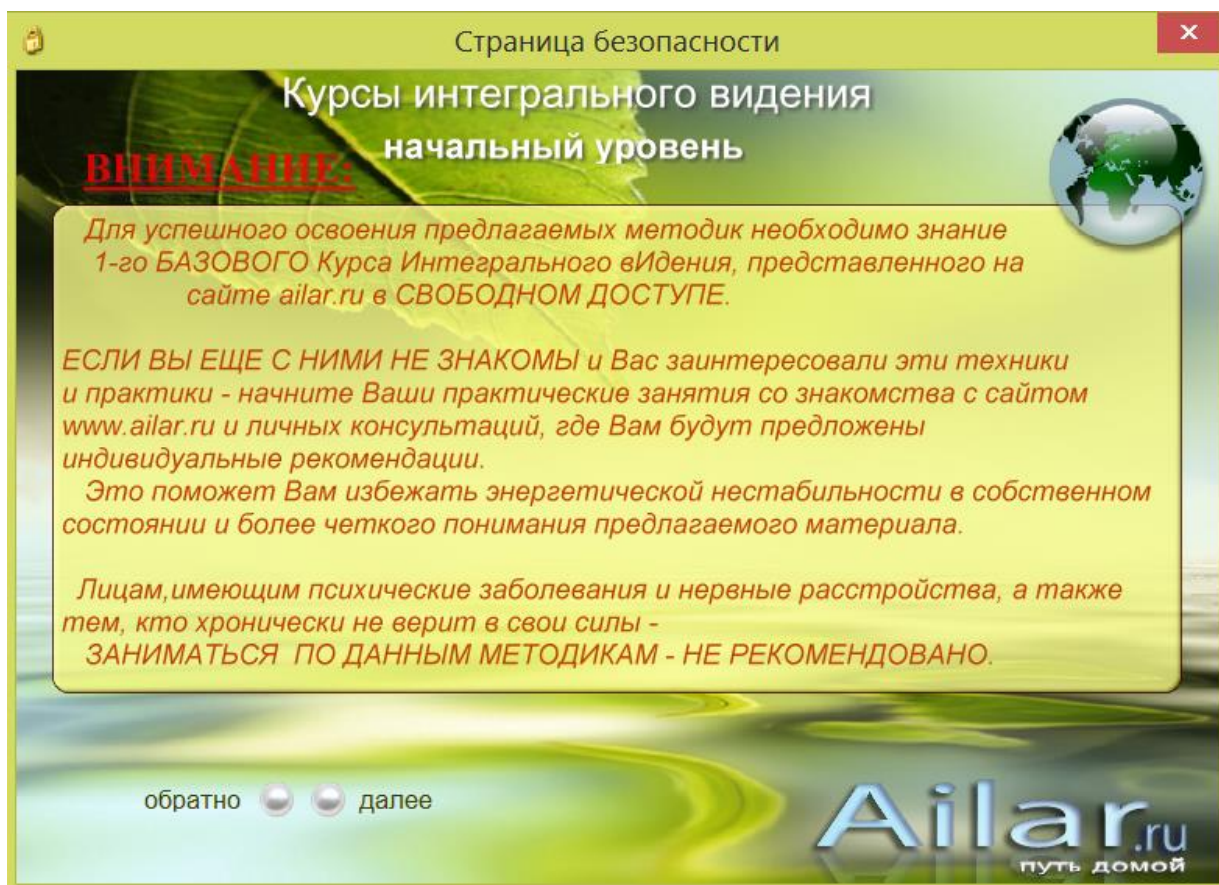 Страница безопасности
Курсы интегрального видения
начальный уровень
ВНИМАНИЕ:
Для успешного освоения предлагаемых методик необходимо знание
1-го БАЗОВОГО Курса Интегрального вИдения, представленного на
сайте ailar.ru в СВОБОДНОМ ДОСТУПЕ.
ЕСЛИ ВЫ ЕЩЕ С НИМИ НЕ ЗНАКОМЫ и Вас заинтересовали эти техники
и практики - начните Ваши практические занятия со знакомства с сайтом
www.ailar.ru и личных консультаций, где Вам будут предложены
индивидуальные рекомендации.
Это поможет Вам избежать энергетической нестабильности в собственном
состоянии и более четкого понимания предлагаемого материала.
Лицам,имеющим психические заболевания и нервные расстройства, а также
тем, кто хронически не верит в свои силы -
ЗАНИМАТЬСЯ ПО ДАННЫМ МЕТОДИКАМ - НЕ РЕКОМЕНДОВАНО.
обратно далее
Ailar.ru
путь домой